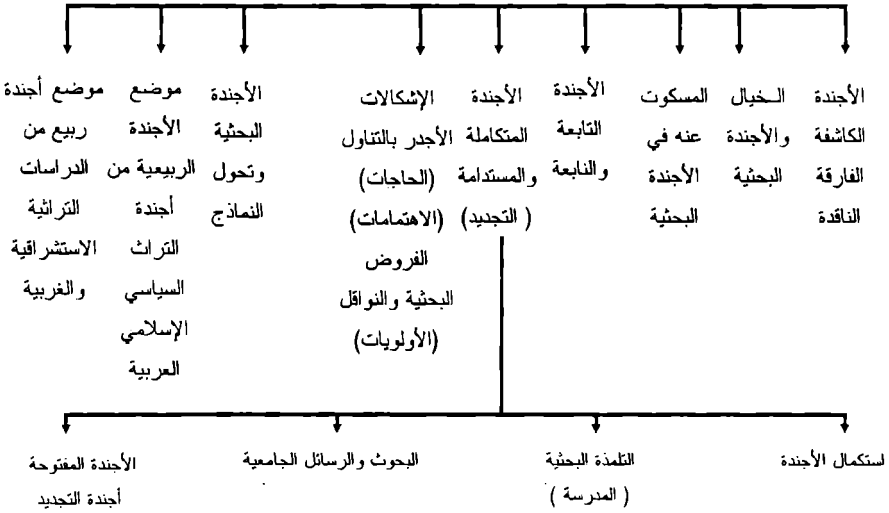 الأجندة
الكاشفة
الفارقة
الناقدة
الخيال
والأجندة
البحثية
المسكوت
عنه في
الأجندة
البحثية
الأجندة
التابعة
والنابعة
الأجندة
المتكاملة
والمستدامة
(التجديد)
الإشكالات
الأجدر بالتناول
(الحاجات)
(الاهتمامات)
الفروض
البحثية والنواقل
(الأولويات)
الأجندة
البحثية
وتحول
النماذج
موضع
الأجندة
الربيعية من
أجندة
التراث
السياسي
الإسلامي
العربية
موضع أجندة
ربيع من
الدراسات
التراثية
الاستشراقية
والغربية
استكمال الأجندة
التلمذة البحثية
(المدرسة)
البحوث والرسائل الجامعية
الأجندة المفتوحة
أجندة التجديد